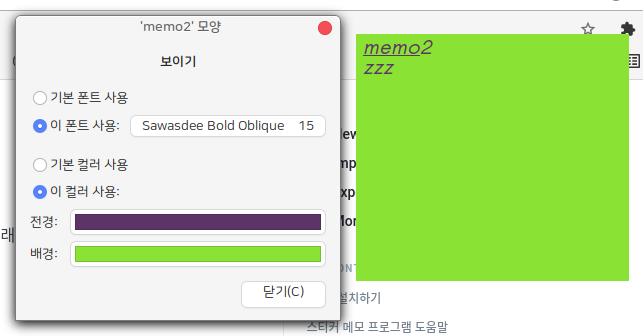 'memo2' 모양
보이기
기본 폰트 사용
이 폰트 사용:
Sawasdee Bold Oblique 15
기본 컬러 사용
이 컬러 사용:
전경:
배경:
닫기(C)
memo2
zzz
래
설치하기
스티커 메모 프로그램 도움말